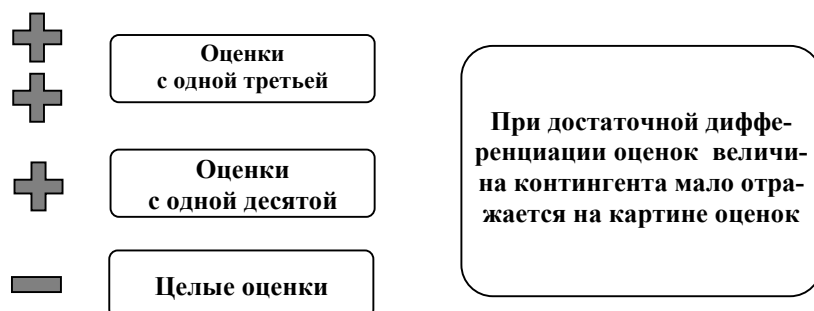 Оценки
с одной третьей
Оценки
с одной десятой
Целые оценки
При достаточной диффе-
ренциации оценок величи-
на контингента мало отра-
жается на картине оценок